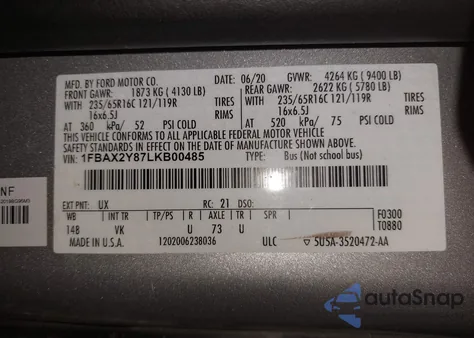 MFD. BY FORD MOTOR CO. DATE: 06/20 GVWR: 4264 KG ( 9400 LB)
FRONT GAWR: 1873 KG ( 4130 LB) REAR GAWR: 2622 KG ( 5780 LB)
WITH 235/65R16C 121/119R TIRES WITH 235/65R16C 121/119R TIRES
16x6.5J RIMS 16x6.5J RIMS
AT 360 kPa/ 52 PSI COLD AT 520 kPa/ 75 PSI COLD
THIS VEHICLE CONFORMS TO ALL APPLICABLE FEDERAL MOTOR VEHICLE
SAFETY STANDARDS IN EFFECT ON THE DATE OF MANUFACTURE SHOWN ABOVE.
VIN: 1FBAX2Y87LKB00485 TYPE: Bus (Not school bus)
NF
EXT PNT: UX RC: 21 DSO:
WB INT TR TP/PS R AXLE TR SPR F0300
148 VK U 73 U T0880
MADE IN U.S.A. 1202006238036 ULC SU5A-3520472-AA
autoSnap